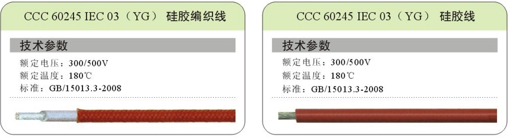 CCC 60245 IEC 03（YG） 硅胶编织线
技术参数
额定电压：300/500V
额定温度：180℃
标准：GB/15013.3-2008
CCC 60245 IEC 03（YG） 硅胶线
技术参数
额定电压：300/500V
额定温度：180℃
标准：GB/15013.3-2008